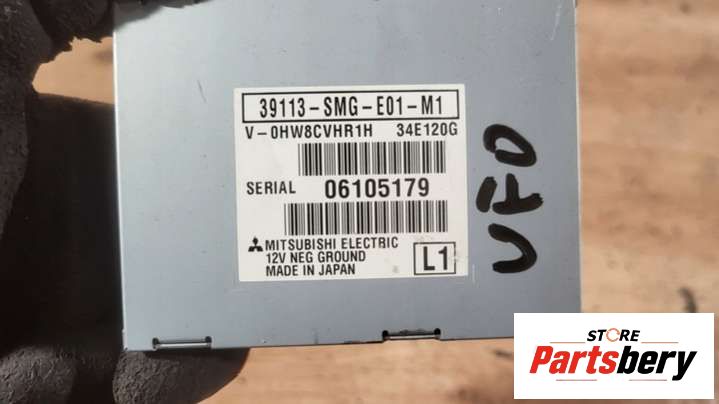 39113-SMG-E01-M1
V-0HW8CVHR1H 34E120G
SERIAL 06105179
MITSUBISHI ELECTRIC
12V NEG GROUND
MADE IN JAPAN
L1
STORE
Partsbery